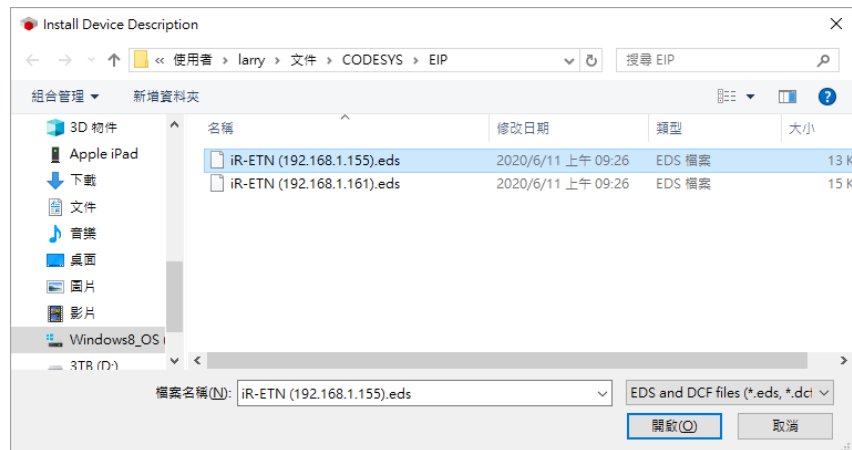 Install Device Description
« 使用者 › larry › 文件 › CODESYS › EIP
搜尋 EIP
組合管理 新增資料夾
名稱 修改日期 類型 大小
3D 物件
Apple iPad
下載
文件
音樂
桌面
圖片
影片
Windows8_OS (
3TB (D:)
iR-ETN (192.168.1.155).eds 2020/6/11 上午 09:26 EDS 檔案 13 K
iR-ETN (192.168.1.161).eds 2020/6/11 上午 09:26 EDS 檔案 15 K
檔案名稱(N): iR-ETN (192.168.1.155).eds
EDS and DCF files (*.eds, *.dcf
開啟(O) 取消